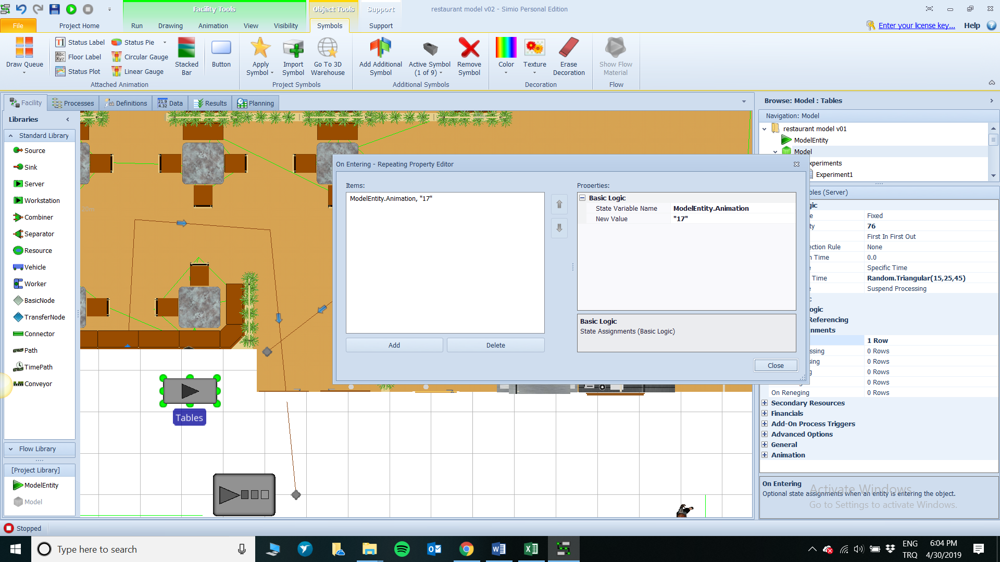 Facility Tools
Object Tools
Support
restaurant model v02 - Simio Personal Edition
File
Project Home
Run
Drawing
Animation
View
Visibility
Symbols
Support
Enter your license key...
Help
Draw Queue
Status Label
Floor Label
Status Plot
Status Pie
Circular Gauge
Linear Gauge
Stacked Bar
Button
Apply Symbol
Import Symbol
Go To 3D Warehouse
Add Additional Symbol
Active Symbol (1 of 9)
Remove Symbol
Color
Texture
Erase Decoration
Show Flow Material
Attached Animation
Project Symbols
Additional Symbols
Decoration
Flow
Facility
Processes
Definitions
Data
Results
Planning
Libraries
Standard Library
Source
Sink
Server
Workstation
Combiner
Separator
Resource
Vehicle
Worker
BasicNode
TransferNode
Connector
Path
TimePath
Conveyor
Flow Library
[Project Library]
ModelEntity
Model
Tables
On Entering - Repeating Property Editor
Items:
ModelEntity.Animation, "17"
Add
Delete
Properties:
Basic Logic
State Variable Name ModelEntity.Animation
New Value "17"
Basic Logic
State Assignments (Basic Logic)
Close
Browse: Model : Tables
Navigation: Model
restaurant model v01
ModelEntity
Model
xperiments
Experiment1
bles (Server)
gic
e Fixed
ty 76
First In First Out
ection Rule None
n Time 0.0
e Specific Time
Time Random.Triangular(15,25,45)
e Suspend Processing
c
ogic
Referencing
nments
1 Row
ssing 0 Rows
sing 0 Rows
g 0 Rows
0 Rows
On Reneging 0 Rows
Secondary Resources
Financials
Add-On Process Triggers
Advanced Options
General
Animation
On Entering
Optional state assignments when an entity is entering the object.
Activate Windows
Go to Settings to activate Windows.
Stopped
Type here to search
ENG
TRQ
6:04 PM
4/30/2019